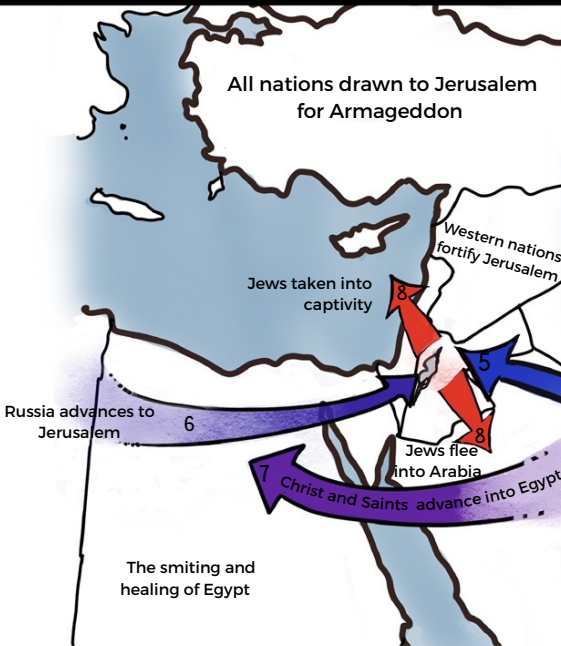 All nations drawn to Jerusalem
for Armageddon
Western nations
fortify Jerusalem
Jews taken into
captivity
8
5
Russia advances to
Jerusalem
6
8
Jews flee
into Arabia
7
Christ and Saints advance into Egypt
The smiting and
healing of Egypt